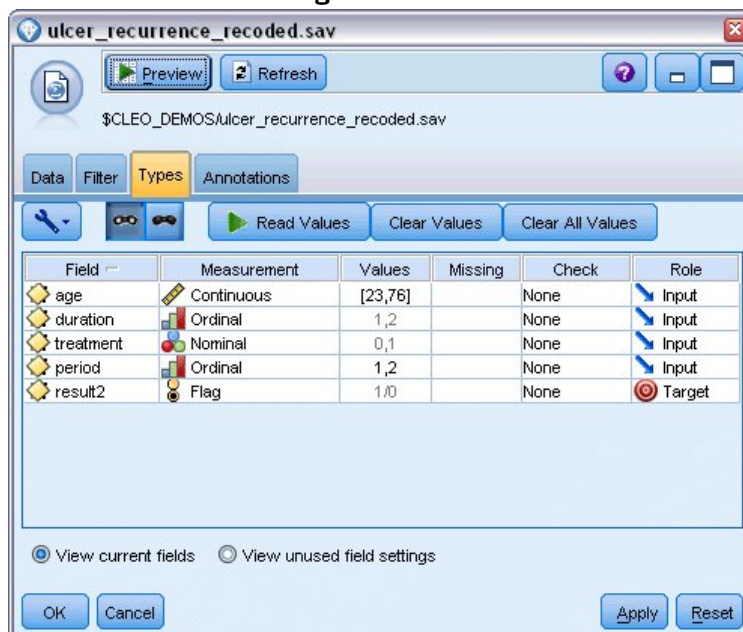 ulcer_recurrence_recoded.sav
Preview Refresh
$CLEO_DEMOS/ulcer_recurrence_recoded.sav
Data Filter Types Annotations
Read Values Clear Values Clear All Values
Field Measurement Values Missing Check Role
age Continuous [23,76] None Input
duration Ordinal 1,2 None Input
treatment Nominal 0,1 None Input
period Ordinal 1,2 None Input
result2 Flag 1/0 None Target
View current fields View unused field settings
OK Cancel Apply Reset